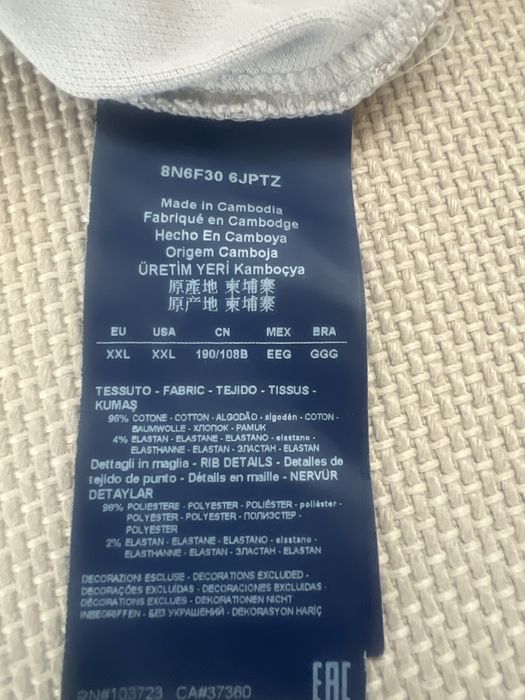 8N6F30 6JPTZ
Made in Cambodia
Fabriqué en Cambodge
Hecho En Camboya
Origem Camboja
ÜRETİM YERİ Kamboçya
原產地 柬埔寨
原产地 柬埔寨
EU USA CN MEX BRA
XXL XXL 190/108B EEG GGG
TESSUTO - FABRIC - TEJIDO - TISSUS -
KUMAŞ
96% COTONE - COTTON - ALGODÃO - algodón - COTON -
BAUMWOLLE - ХЛОПОК - PAMUK
4% ELASTAN - ELASTANE - ELASTANO - elastano -
ELASTHANNE - ELASTAN - ЭЛАСТАН - ELASTAN
Dettagli in maglia - RIB DETAILS - Detalles de
tejido de punto - Détails en maille - NERVÜR
DETAYLAR
98% POLIESTERE - POLYESTER - POLIÉSTER - poliéster -
POLYESTER - POLYESTER - ПОЛИЭСТЕР -
POLYESTER
2% ELASTAN - ELASTANE - ELASTANO - elastano -
ELASTHANNE - ELASTAN - ЭЛАСТАН - ELASTAN
DECORAZIONI ESCLUSE - DECORATIONS EXCLUDED -
DECORAÇÕES EXCLUÍDAS - DECORACIONES EXCLUIDAS -
DÉCORATIONS EXCLUES - DEKORATIONEN NICHT
INBEGRIFFEN - БЕЗ УКРАШЕНИЙ - DEKORASYON HARİÇ
RN#103723 CA#37360
EAC